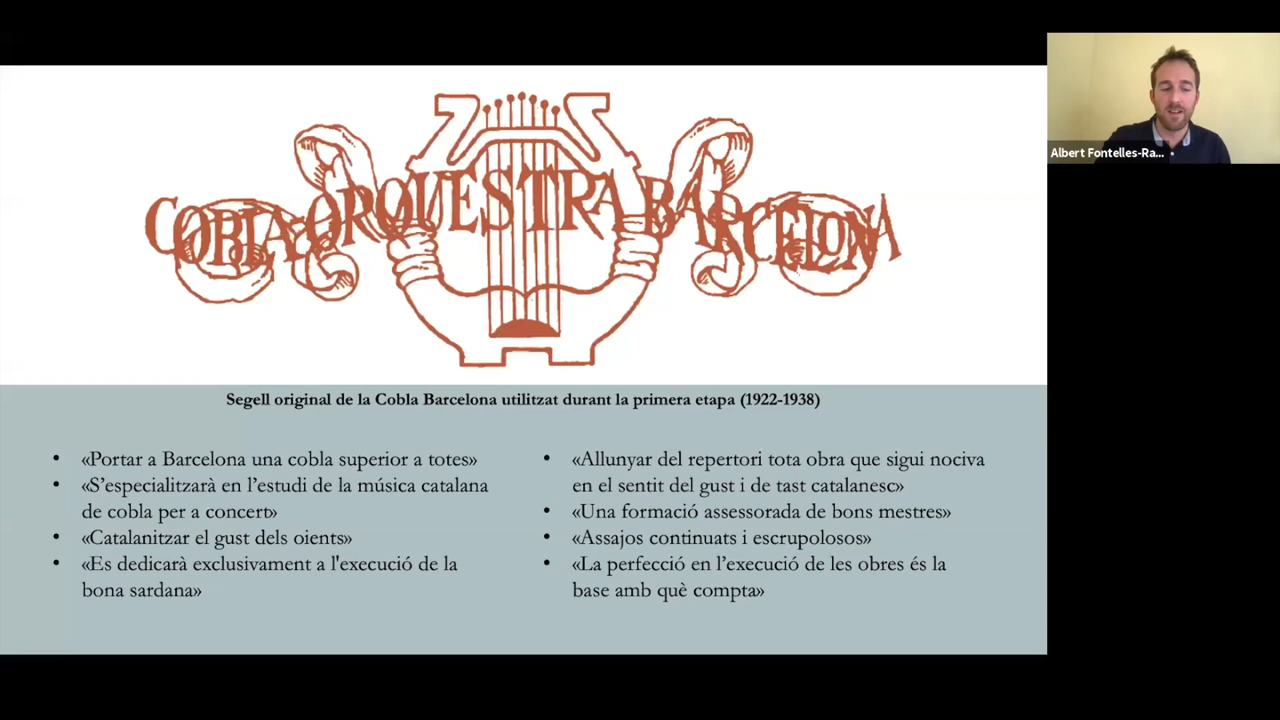 COBLA ORQUESTRA BARCELONA
Albert Fontelles-Ra...
Segell original de la Cobla Barcelona utilitzat durant la primera etapa (1922-1938)
• «Portar a Barcelona una cobla superior a totes»
• «S’especialitzarà en l’estudi de la música catalana
de cobla per a concert»
• «Catalanitzar el gust dels oients»
• «Es dedicarà exclusivament a l'execució de la
bona sardana»
• «Allunyar del repertori tota obra que sigui nociva
en el sentit del gust i de tast catalanesc»
• «Una formació assessorada de bons mestres»
• «Assajos continuats i escrupolosos»
• «La perfecció en l’execució de les obres és la
base amb què compta»